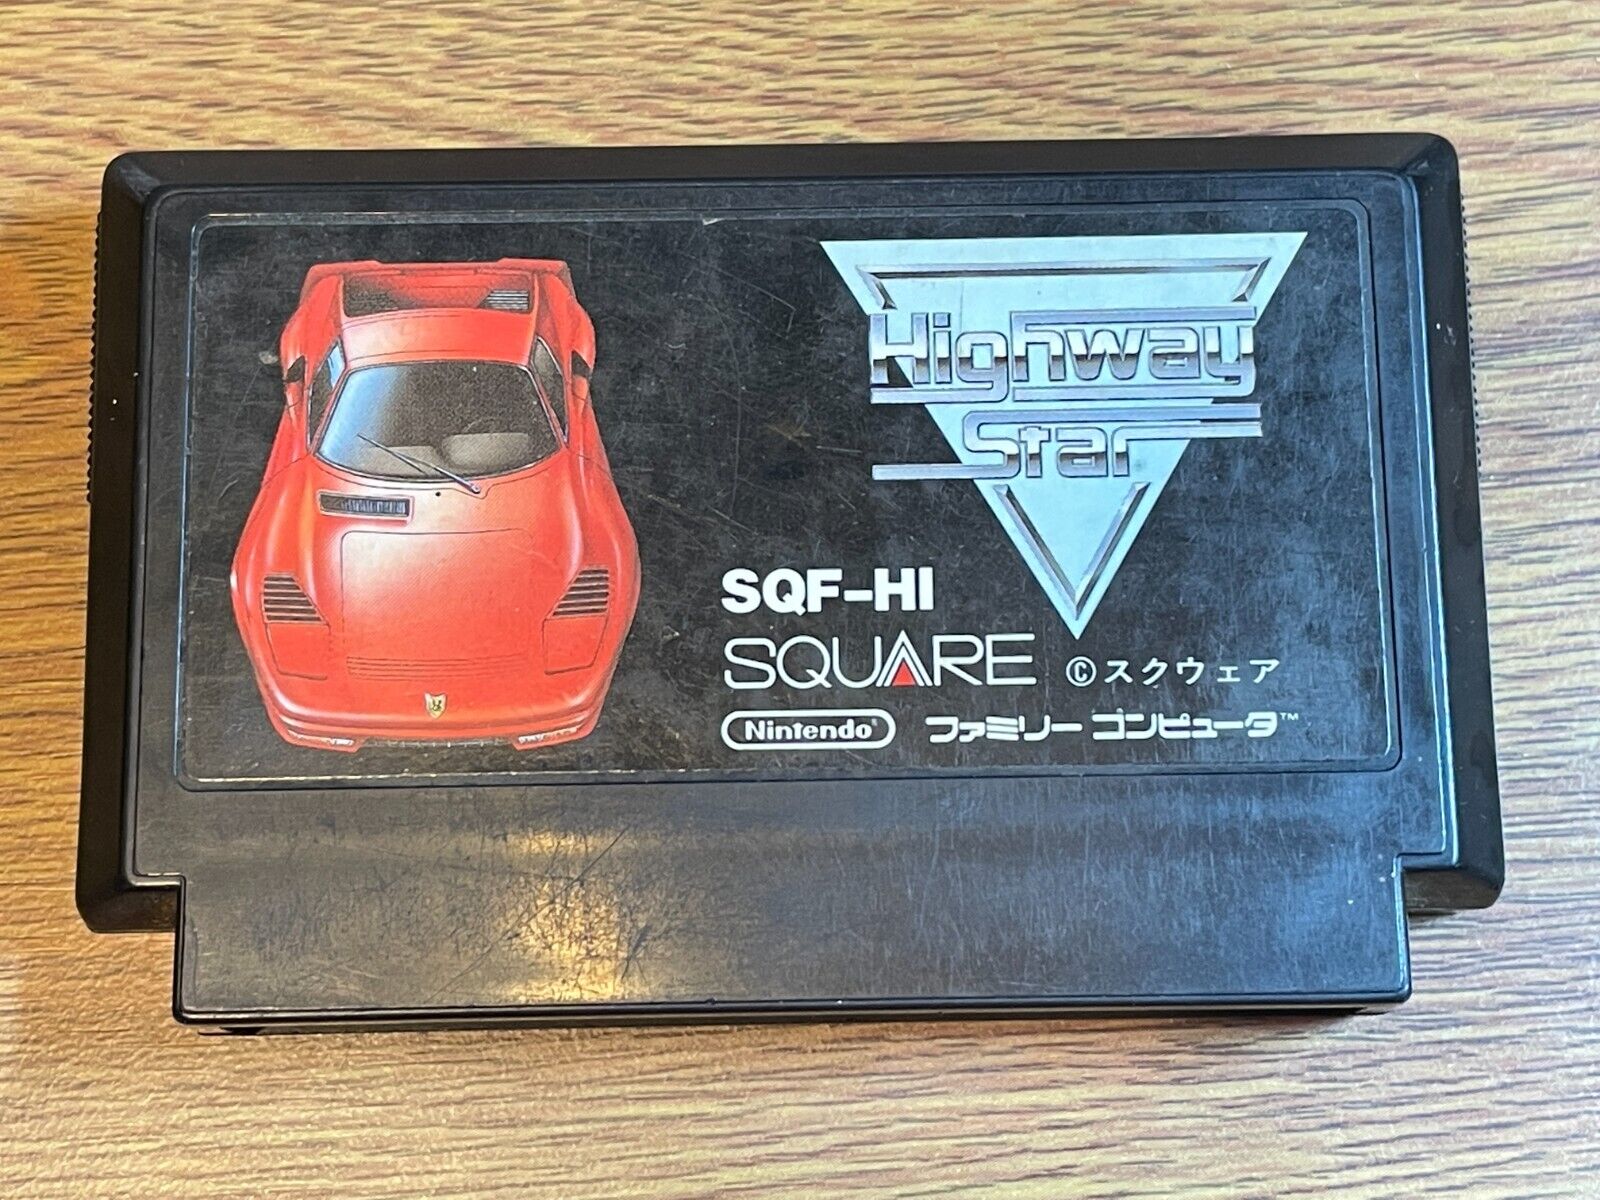 Highway
Star
SQF-HI
SQUARE ©スクウェア
Nintendo® ファミリーコンピュータ™